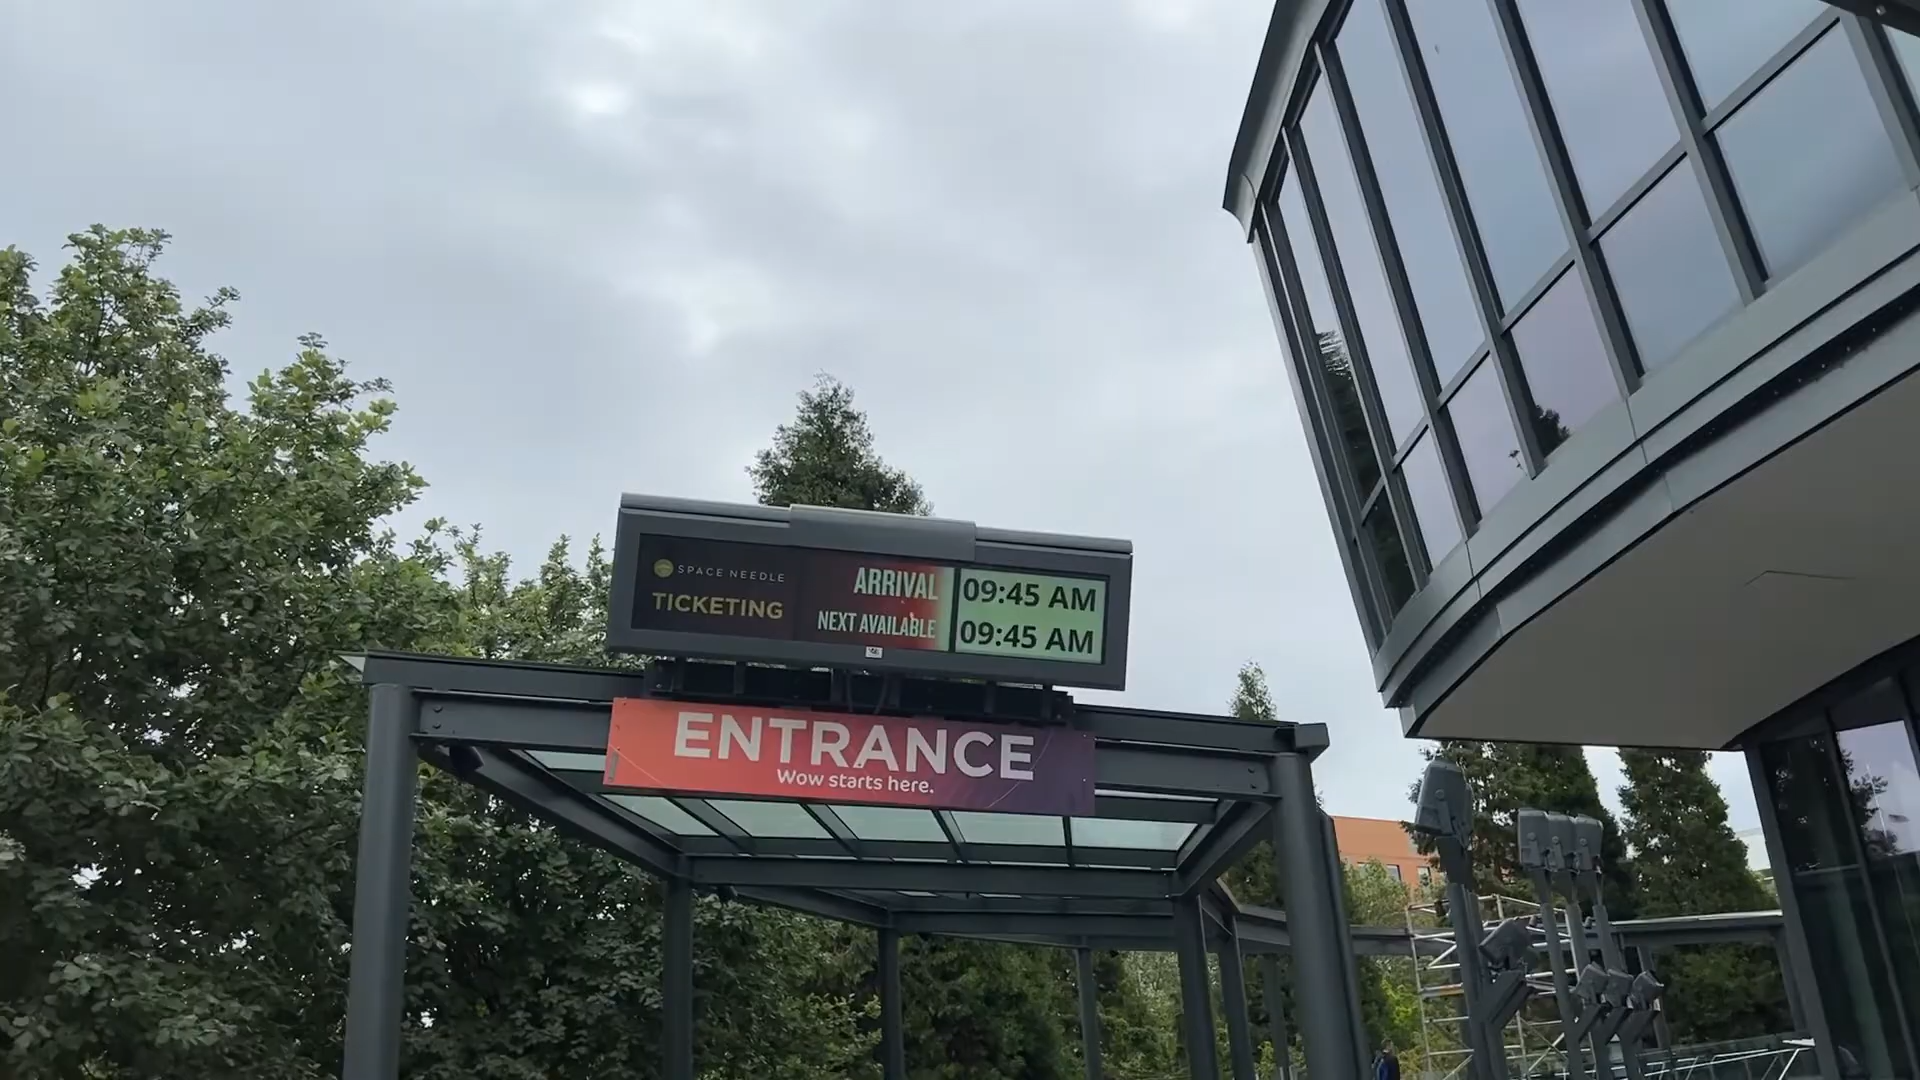 SPACE NEEDLE
TICKETING
ARRIVAL 09:45 AM
NEXT AVAILABLE 09:45 AM
ENTRANCE
Wow starts here.